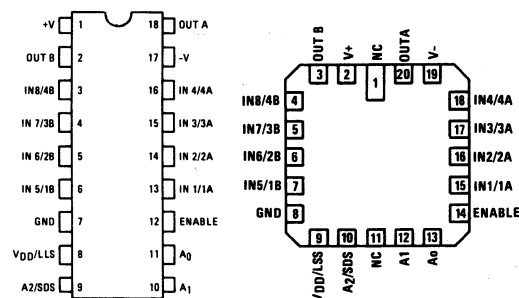 +V 1 18 OUT A
OUT B 2 17 -V
IN8/4B 3 16 IN 4/4A
IN 7/3B 4 15 IN 3/3A
IN 6/2B 5 14 IN 2/2A
IN 5/1B 6 13 IN 1/1A
GND 7 12 ENABLE
VDD/LLS 8 11 A0
A2/SDS 9 10 A1
OUT B V+ NC OUTA V-
3 2 1 20 19
IN8/4B 4 18 IN4/4A
IN7/3B 5 17 IN3/3A
IN6/2B 6 16 IN2/2A
IN5/1B 7 15 IN1/1A
GND 8 14 ENABLE
9 10 11 12 13
VDD/LSS A2/SDS NC A1 A0